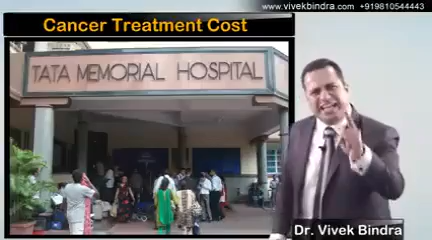 www.vivekbindra.com +919810544443
Cancer Treatment Cost
TATA MEMORIAL HOSPITAL
Dr. Vivek Bindra